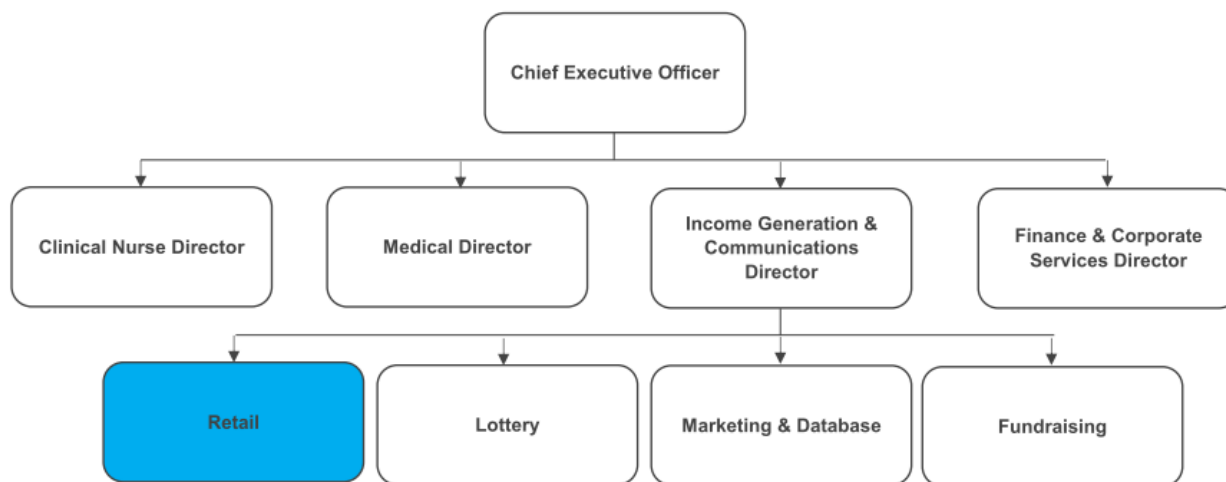 Chief Executive Officer
Clinical Nurse Director
Medical Director
Income Generation &
Communications
Director
Finance & Corporate
Services Director
Retail
Lottery
Marketing & Database
Fundraising